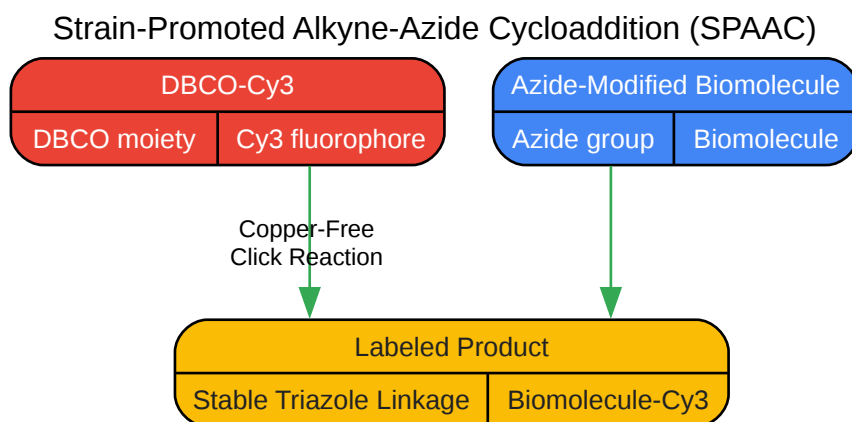 Strain-Promoted Alkyne-Azide Cycloaddition (SPAAC)
DBCO-Cy3
DBCO moiety
Cy3 fluorophore
Azide-Modified Biomolecule
Azide group
Biomolecule
Copper-Free
Click Reaction
Labeled Product
Stable Triazole Linkage
Biomolecule-Cy3